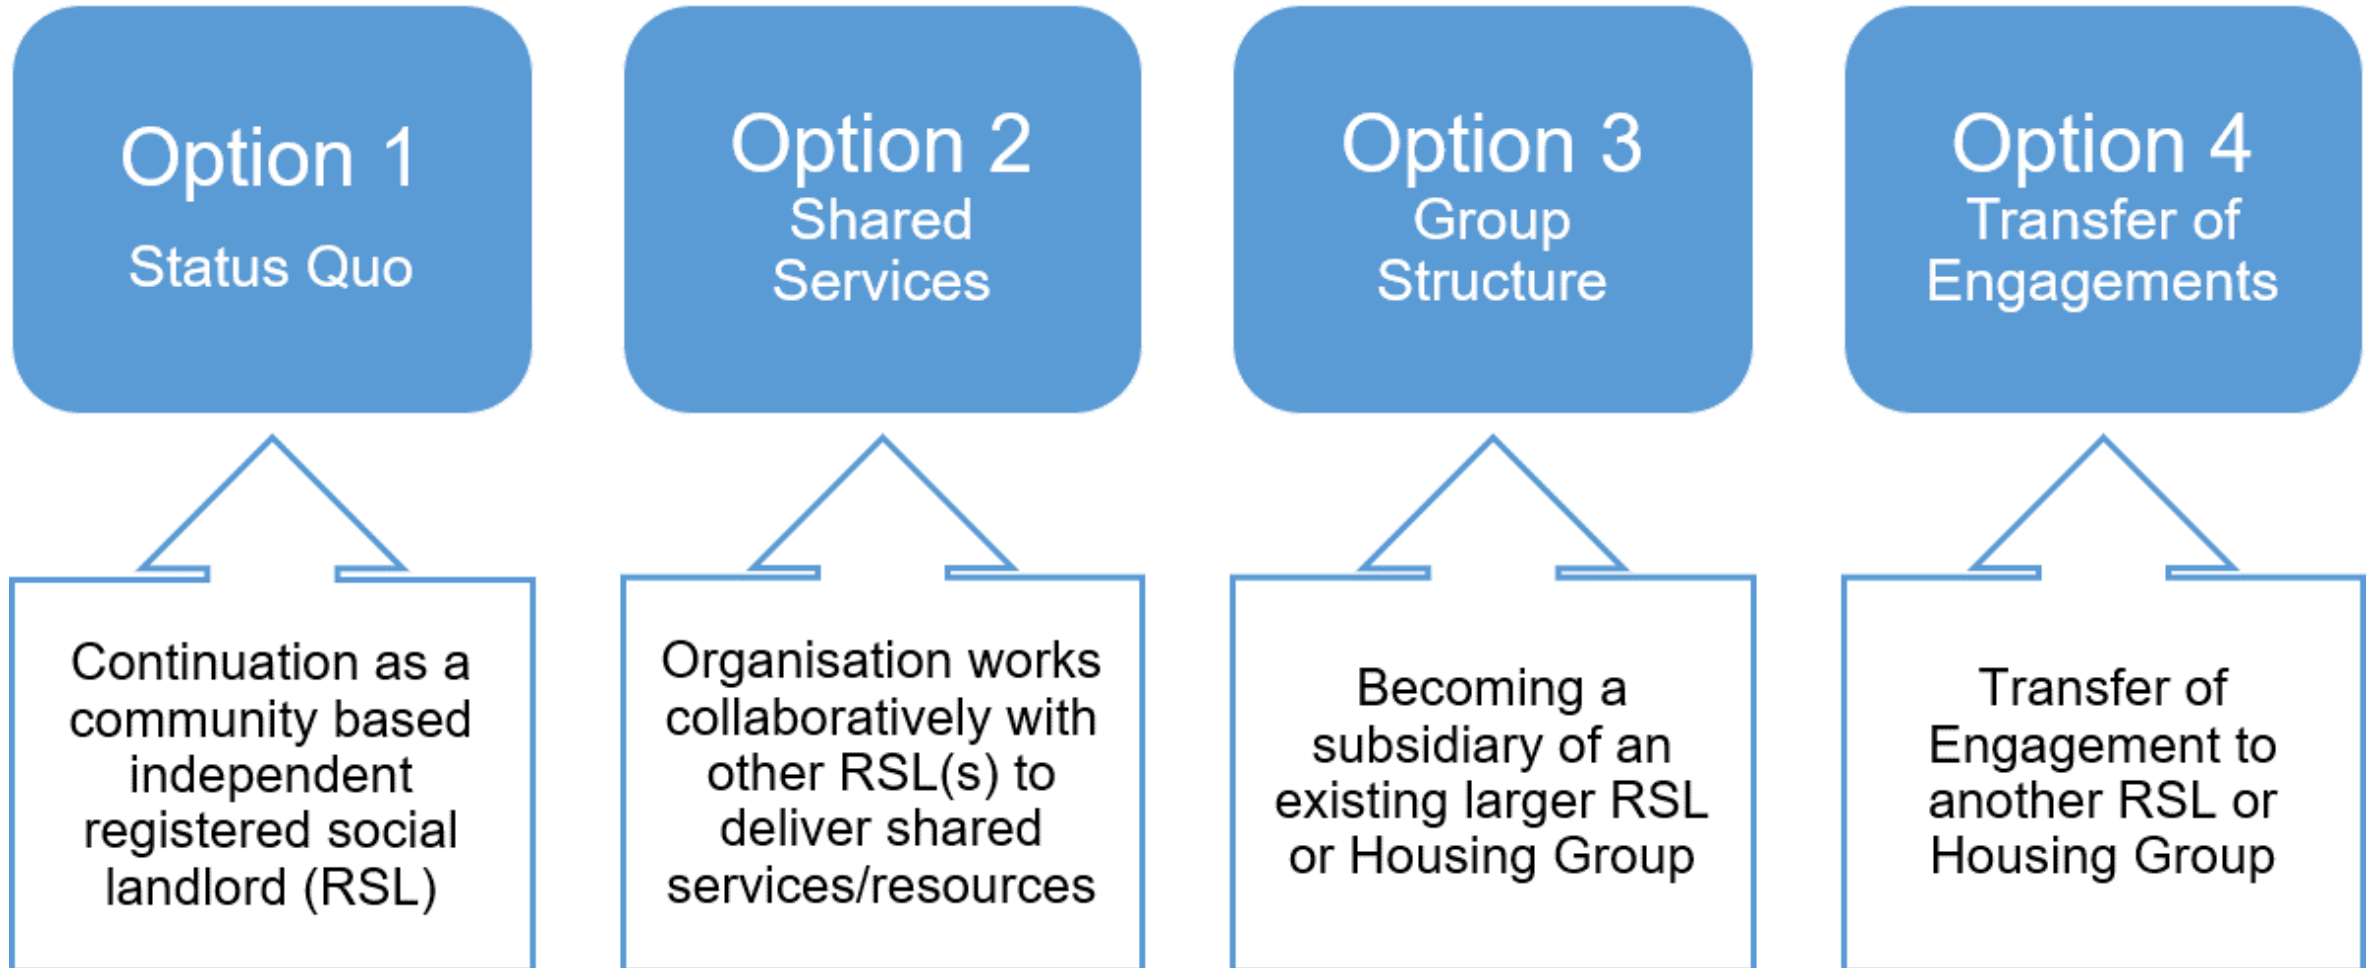 Option 1
Status Quo
Option 2
Shared
Services
Option 3
Group
Structure
Option 4
Transfer of
Engagements
Continuation as a
community based
independent
registered social
landlord (RSL)
Organisation works
collaboratively with
other RSL(s) to
deliver shared
services/resources
Becoming a
subsidiary of an
existing larger RSL
or Housing Group
Transfer of
Engagement to
another RSL or
Housing Group